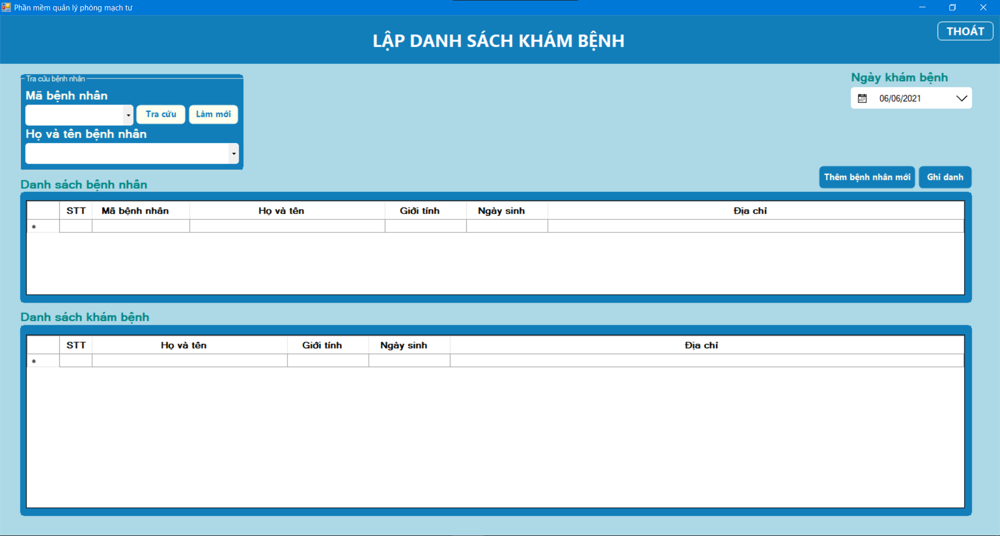 Phần mềm quản lý phòng mạch tư
LẬP DANH SÁCH KHÁM BỆNH
THOÁT
Tra cứu bệnh nhân
Mã bệnh nhân
Tra cứu
Làm mới
Họ và tên bệnh nhân
Ngày khám bệnh
06/06/2021
Thêm bệnh nhân mới
Ghi danh
Danh sách bệnh nhân
STT Mã bệnh nhân Họ và tên Giới tính Ngày sinh Địa chỉ
*
Danh sách khám bệnh
STT Họ và tên Giới tính Ngày sinh Địa chỉ
*